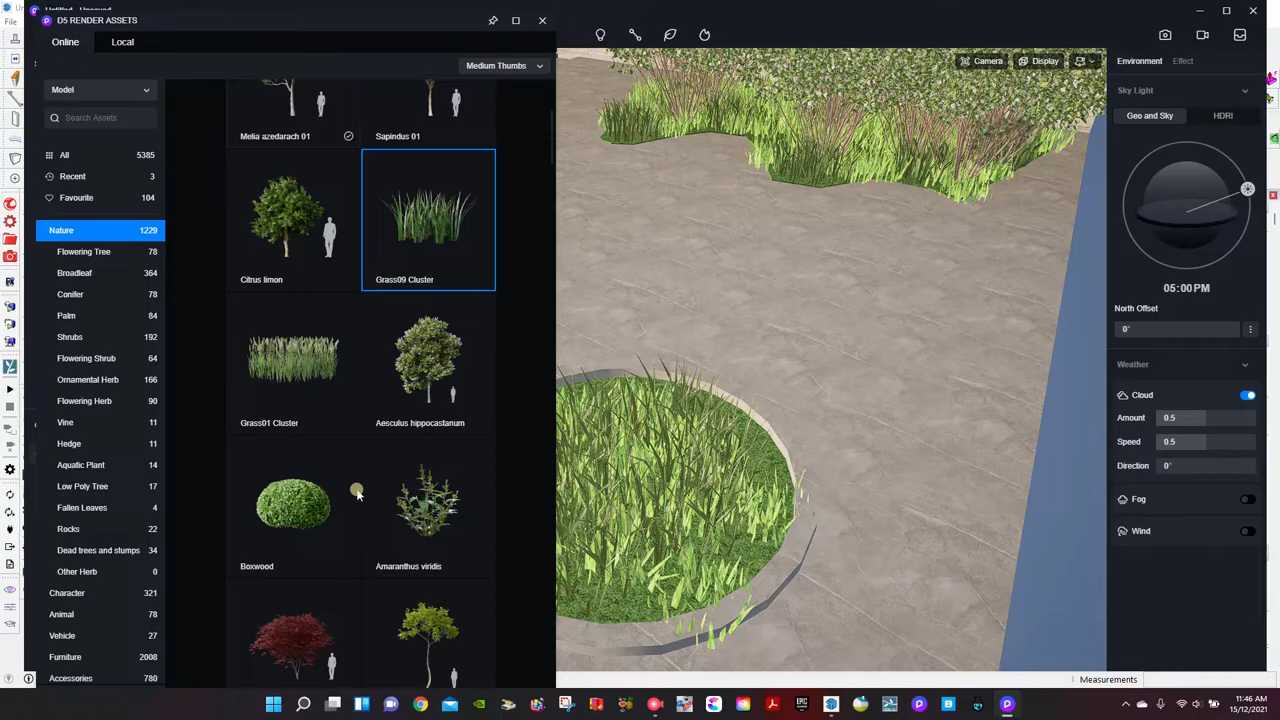 Untitled - Unsaved
File
D5 RENDER ASSETS
Online
Local
Medium Thumbs
Model
Search Assets
All 5385
Recent 3
Favourite 104
Nature 1229
Flowering Tree 78
Broadleaf 364
Conifer 78
Palm 84
Shrubs 192
Flowering Shrub 64
Ornamental Herb 166
Flowering Herb 90
Vine 11
Hedge 11
Aquatic Plant 14
Low Poly Tree 17
Fallen Leaves 4
Rocks 22
Dead trees and stumps 34
Other Herb 0
Character 321
Animal 78
Vehicle 27
Furniture 2008
Accessories 780
Melia azedarach 01
Sapindus 01
Citrus limon
Grass09 Cluster
Grass01 Cluster
Aesculus hippocastanum
Boxwood
Amaranthus viridis
Camera
Display
Environment
Effect
Sky Light
Geo and Sky
HDRI
05:00 PM
North Offset
0°
Weather
Cloud
Amount 0.5
Speed 0.5
Direction 0°
Fog
Wind
Measurements
11:46 AM
15/12/2021